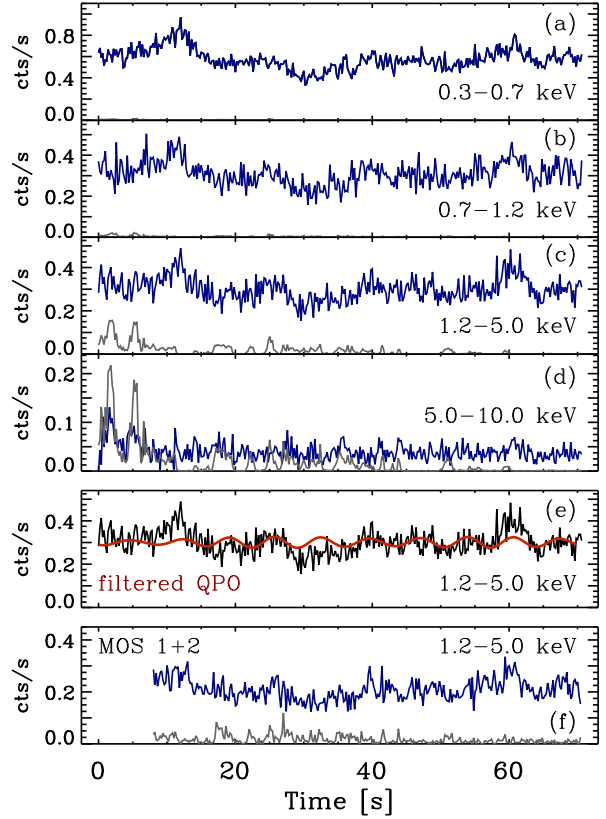 (a)
0.8
0.4
0.0
cts/s
0.3−0.7 keV
(b)
0.4
0.2
0.0
cts/s
0.7−1.2 keV
(c)
0.4
0.2
0.0
cts/s
1.2−5.0 keV
(d)
0.2
0.1
0.0
cts/s
5.0−10.0 keV
(e)
0.4
0.2
0.0
cts/s
filtered QPO
1.2−5.0 keV
MOS 1+2
1.2−5.0 keV
0.4
0.2
0.0
cts/s
(f)
0 20 40 60
Time [s]